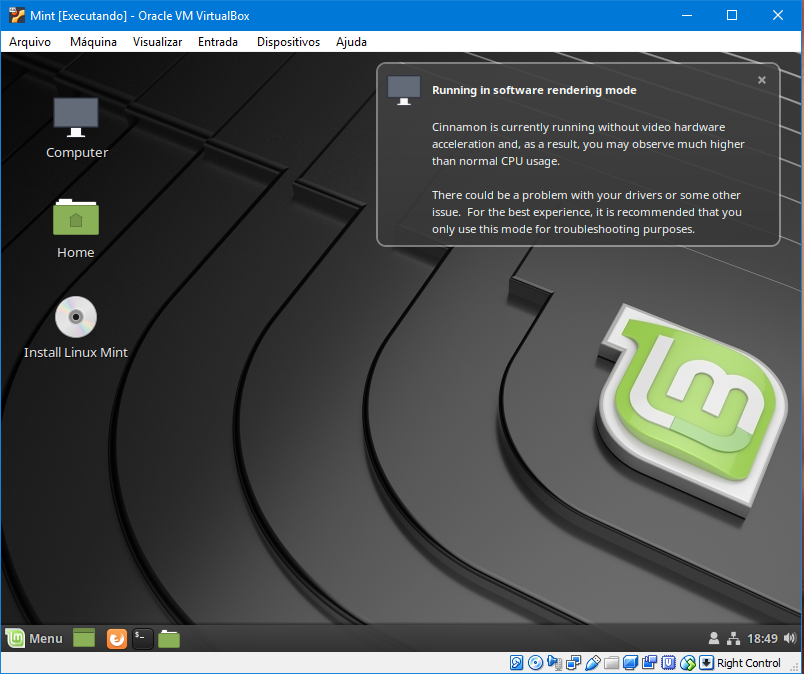 Mint [Executando] - Oracle VM VirtualBox
Arquivo Máquina Visualizar Entrada Dispositivos Ajuda
Running in software rendering mode
Cinnamon is currently running without video hardware
acceleration and, as a result, you may observe much higher
than normal CPU usage.
There could be a problem with your drivers or some other
issue. For the best experience, it is recommended that you
only use this mode for troubleshooting purposes.
Computer
Home
Install Linux Mint
Menu
$-
18:49
Right Control